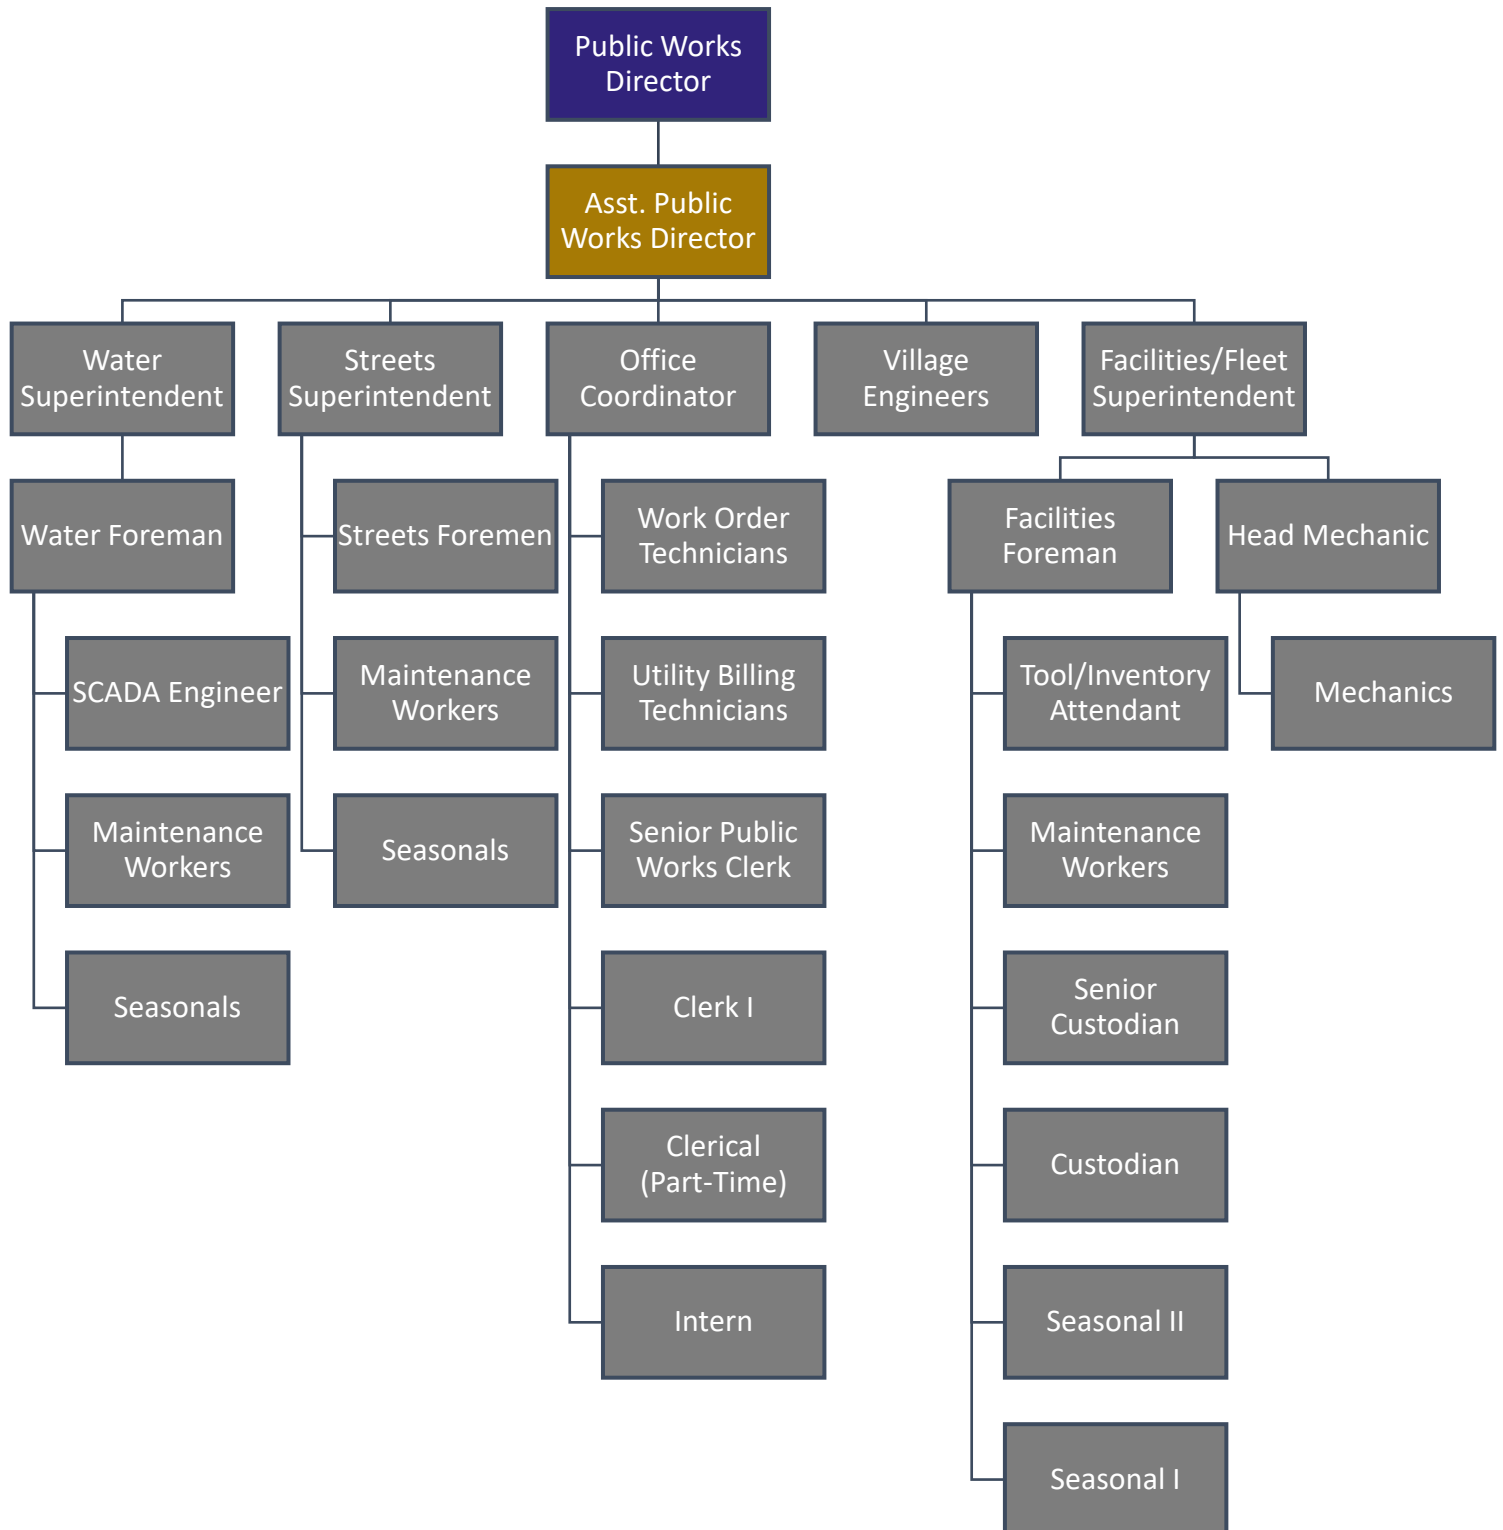 Public Works
Director
Asst. Public
Works Director
Water
Superintendent
Streets
Superintendent
Office
Coordinator
Village
Engineers
Facilities/Fleet
Superintendent
Water Foreman
SCADA Engineer
Maintenance
Workers
Seasonals
Streets Foremen
Maintenance
Workers
Seasonals
Work Order
Technicians
Utility Billing
Technicians
Senior Public
Works Clerk
Clerk I
Clerical
(Part-Time)
Intern
Facilities
Foreman
Tool/Inventory
Attendant
Maintenance
Workers
Senior
Custodian
Custodian
Seasonal II
Seasonal I
Head Mechanic
Mechanics